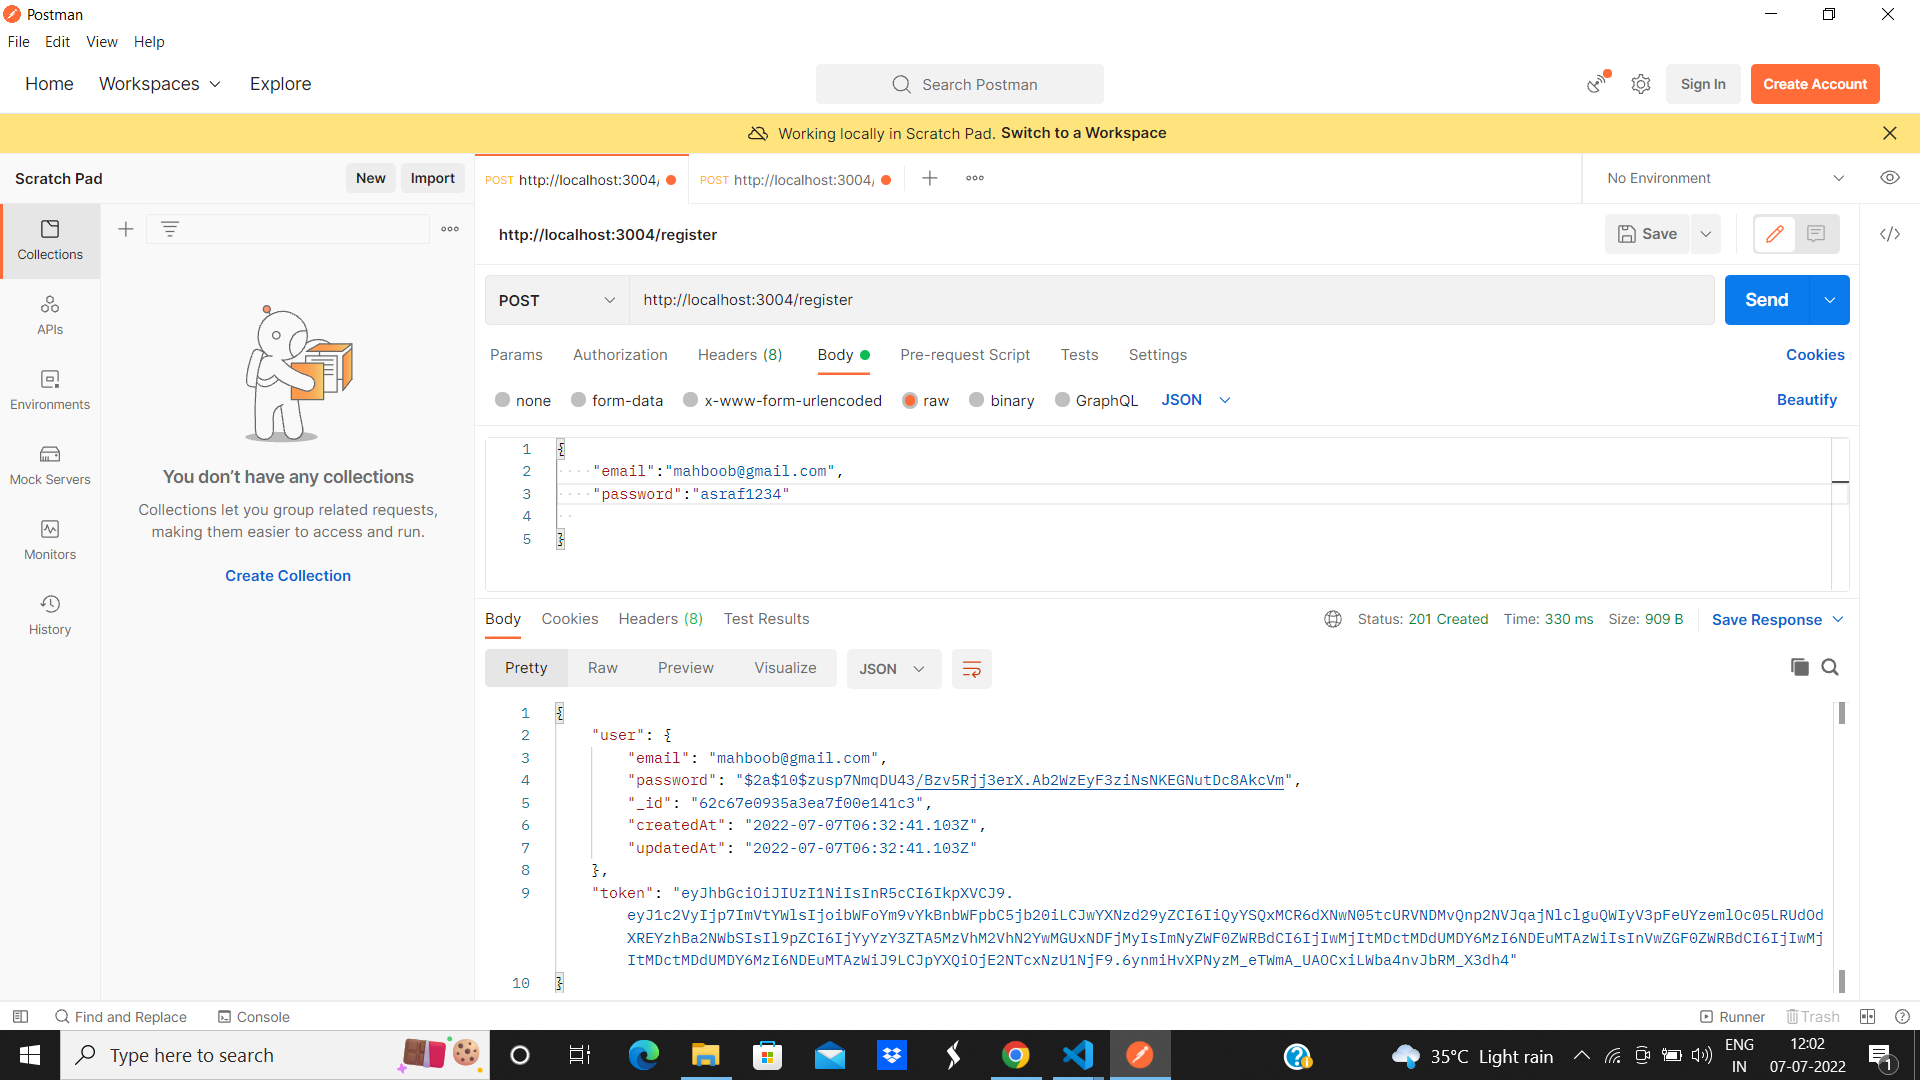 Postman
File Edit View Help
Home Workspaces Explore Search Postman Sign In Create Account
Working locally in Scratch Pad. Switch to a Workspace
Scratch Pad New Import POST http://localhost:3004/ POST http://localhost:3004/ No Environment
http://localhost:3004/register Save
Collections
APIs
Environments
Mock Servers
Monitors
History
You don’t have any collections
Collections let you group related requests,
making them easier to access and run.
Create Collection
POST http://localhost:3004/register Send
Params Authorization Headers (8) Body Pre-request Script Tests Settings Cookies
none form-data x-www-form-urlencoded raw binary GraphQL JSON Beautify
1 {
2 "email":"mahboob@gmail.com",
3 "password":"asraf1234"
4
5 }
Body Cookies Headers (8) Test Results Status: 201 Created Time: 330 ms Size: 909 B Save Response
Pretty Raw Preview Visualize JSON
1 {
2 "user": {
3 "email": "mahboob@gmail.com",
4 "password": "$2a$10$zusp7NmqDU43/Bzv5Rjj3erX.Ab2WzEyF3ziNsNKEGNutDc8AkcVm",
5 "_id": "62c67e0935a3ea7f00e141c3",
6 "createdAt": "2022-07-07T06:32:41.103Z",
7 "updatedAt": "2022-07-07T06:32:41.103Z"
8 },
9 "token": "eyJhbGciOiJIUzI1NiIsInR5cCI6IkpXVCJ9.
eyJ1c2VyIjp7ImVtYWlsIjoibWFoYm9vYkBnbWFpbC5jb20iLCJwYXNzd29yZCI6IiQyYSQxMCR6dXNwN05tcURVNDMvQnp2NVJqajNlclguQWIyV3pFeUYzemlOc05LRUdOd
XREYzhBa2NWbSIsIl9pZCI6IjYyYzY3ZTA5MzVhM2VhN2YwMGUxNDFjMyIsImNyZWF0ZWRBdCI6IjIwMjItMDctMDdUMDY6MzI6NDEuMTAzWiIsInVwZGF0ZWRBdCI6IjIwMj
ItMDctMDdUMDY6MzI6NDEuMTAzWiJ9LCJpYXQiOjE2NTcxNzU1NjF9.6ynmiHvXPNyzM_eTWmA_UAOCxiLWba4nvJbRM_X3dh4"
10 }
Find and Replace Console Runner Trash
Type here to search 35°C Light rain ENG 12:02
IN 07-07-2022 1